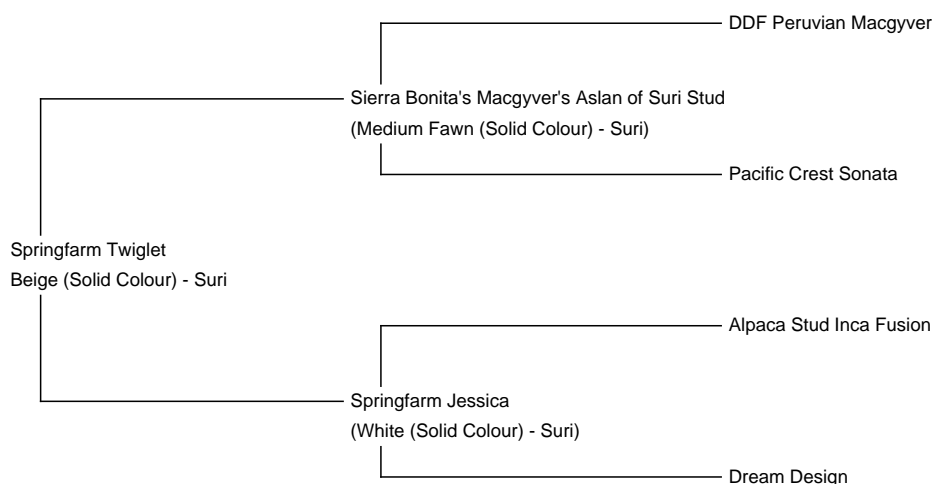 DDF Peruvian Macgyver
Sierra Bonita's Macgyver's Aslan of Suri Stud
(Medium Fawn (Solid Colour) - Suri)
Pacific Crest Sonata
Springfarm Twiglet
Beige (Solid Colour) - Suri
Alpaca Stud Inca Fusion
Springfarm Jessica
(White (Solid Colour) - Suri)
Dream Design